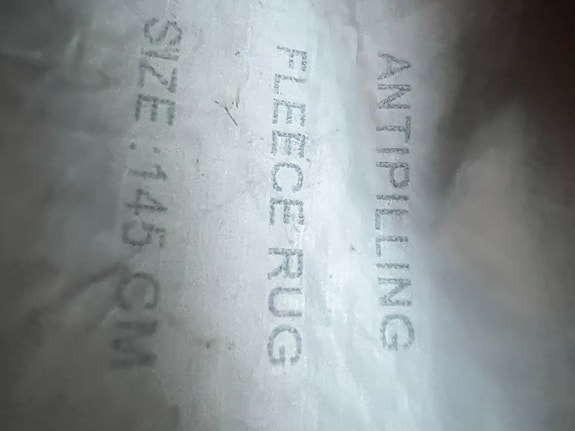 ANTIPILLING
FLEECE RUG
SIZE:145 CM